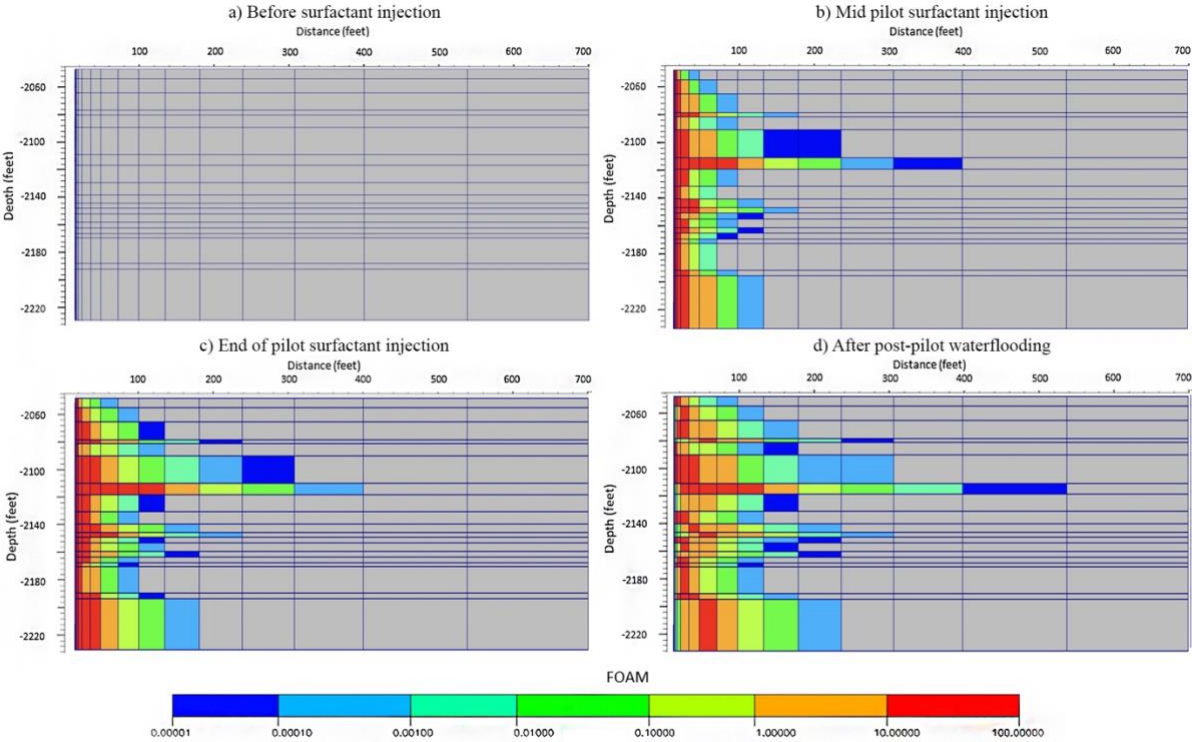 a) Before surfactant injection
Distance (feet)
100 200 300 400 500 600 700
-2060
-2100
-2140
-2180
-2220
Depth (feet)
b) Mid pilot surfactant injection
Distance (feet)
100 200 300 400 500 600 700
-2060
-2100
-2140
-2180
-2220
Depth (feet)
c) End of pilot surfactant injection
Distance (feet)
100 200 300 400 500 600 700
-2060
-2100
-2140
-2180
-2220
Depth (feet)
d) After post-pilot waterflooding
Distance (feet)
100 200 300 400 500 600 700
-2060
-2100
-2140
-2180
-2220
Depth (feet)
FOAM
0.00001 0.00010 0.00100 0.01000 0.10000 1.00000 10.00000 100.00000